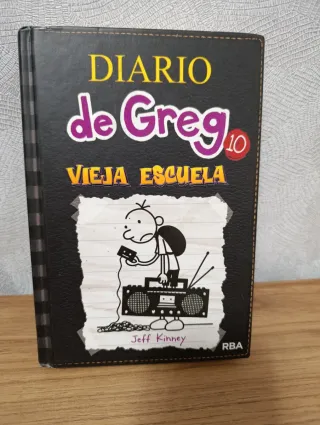 DIARIO
de Greg
10
VIEJA ESCUELA
Jeff Kinney
RBA